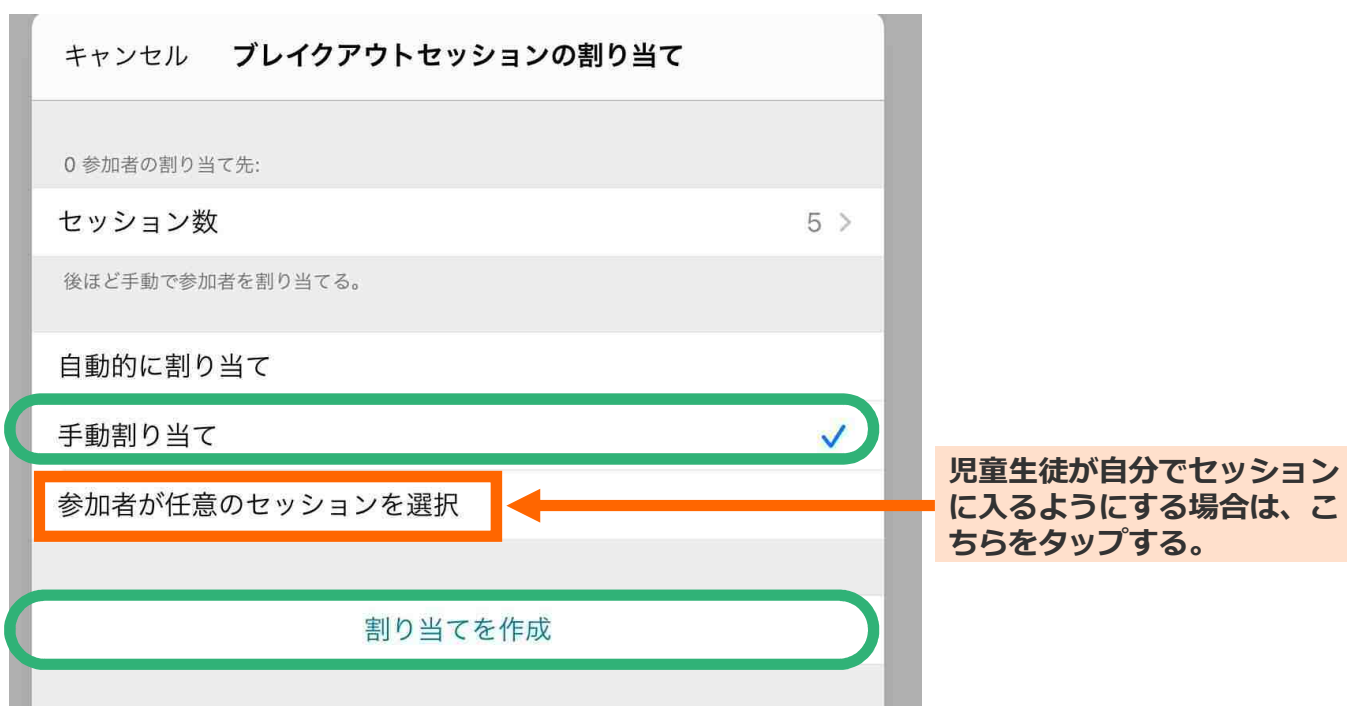 キャンセル ブレイクアウトセッションの割り当て
0 参加者の割り当て先:
セッション数 5 >
後ほど手動で参加者を割り当てる。
自動的に割り当て
手動割り当て ✓
参加者が任意のセッションを選択
児童生徒が自分でセッション
に入るようにする場合は、こ
ちらをタップする。
割り当てを作成